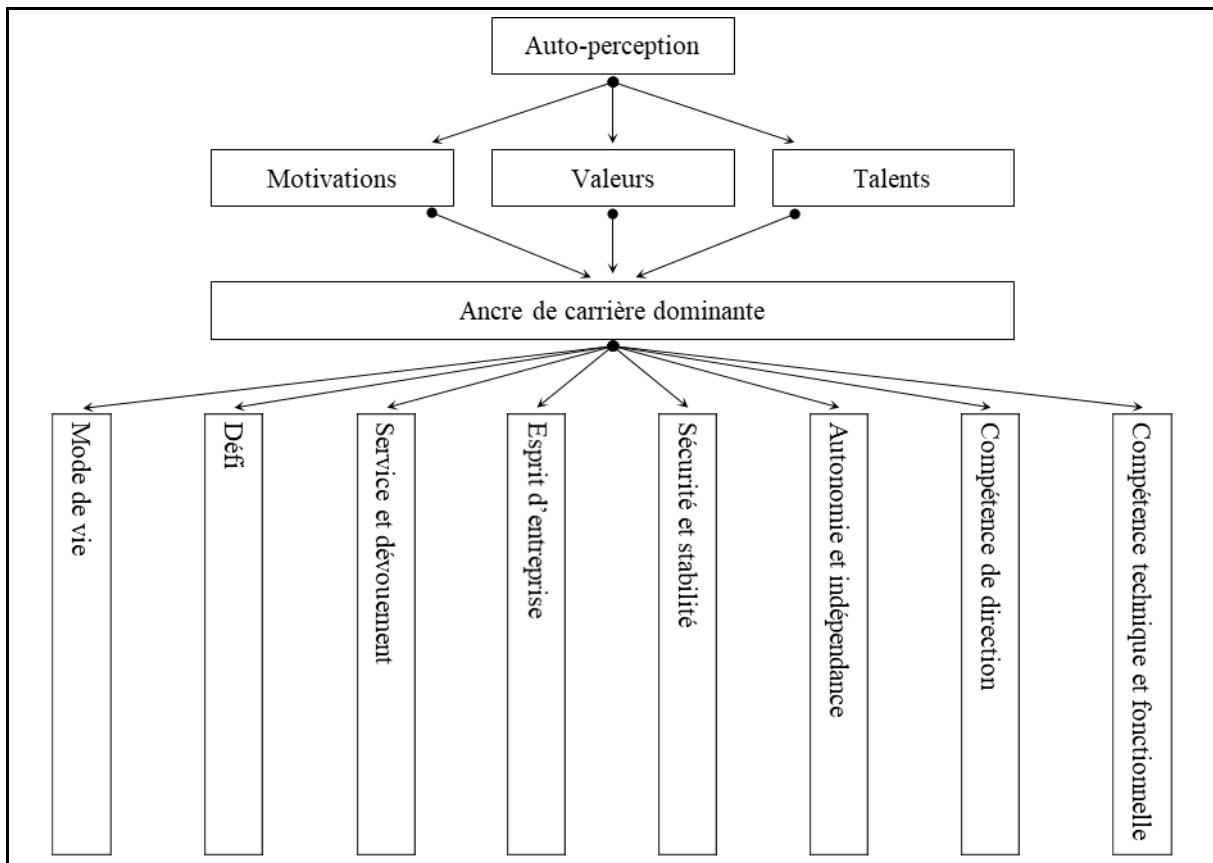 Auto-perception
Motivations
Valeurs
Talents
Ancre de carrière dominante
Mode de vie
Défi
Service et dévouement
Esprit d’entreprise
Sécurité et stabilité
Autonomie et indépendance
Compétence de direction
Compétence technique et fonctionnelle